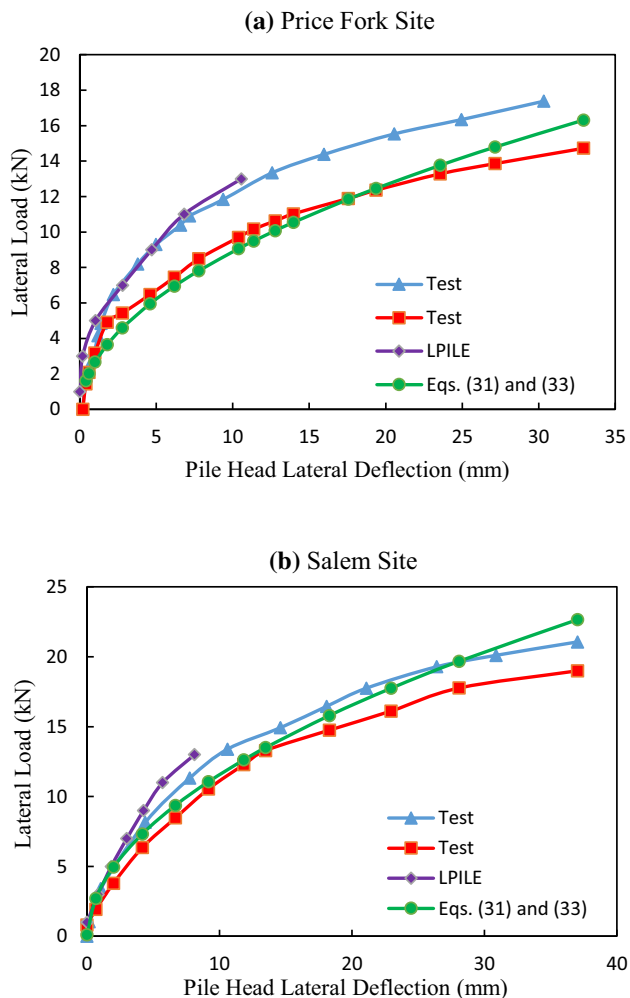 (a) Price Fork Site
20
18
16
14
12
10
8
6
4
2
0
Lateral Load (kN)
Test
Test
LPILE
Eqs. (31) and (33)
0 5 10 15 20 25 30 35
Pile Head Lateral Deflection (mm)
(b) Salem Site
25
20
15
10
5
0
Lateral Load (kN)
Test
Test
LPILE
Eqs. (31) and (33)
0 10 20 30 40
Pile Head Lateral Deflection (mm)